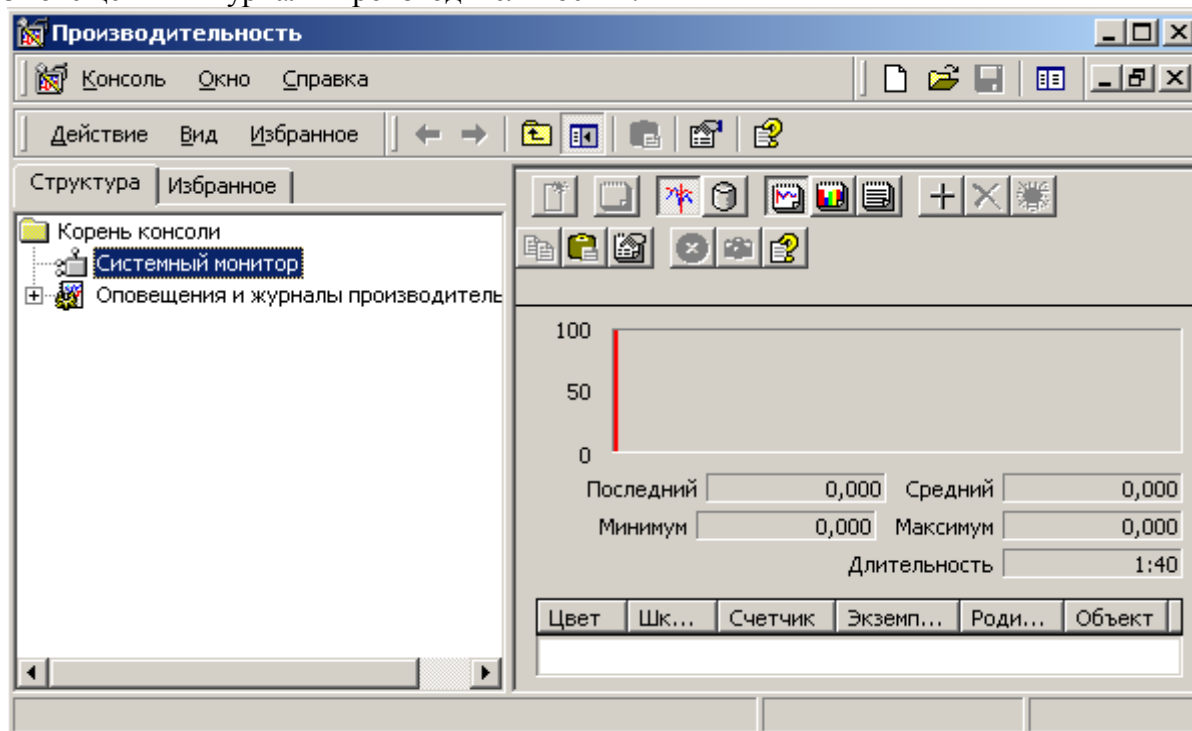 Производительность
Консоль Окно Справка
Действие Вид Избранное
Структура Избранное
Корень консоли
Системный монитор
Оповещения и журналы производитель
100
50
0
Последний 0,000 Средний 0,000
Минимум 0,000 Максимум 0,000
Длительность 1:40
Цвет Шк... Счетчик Экземп... Роди... Объект